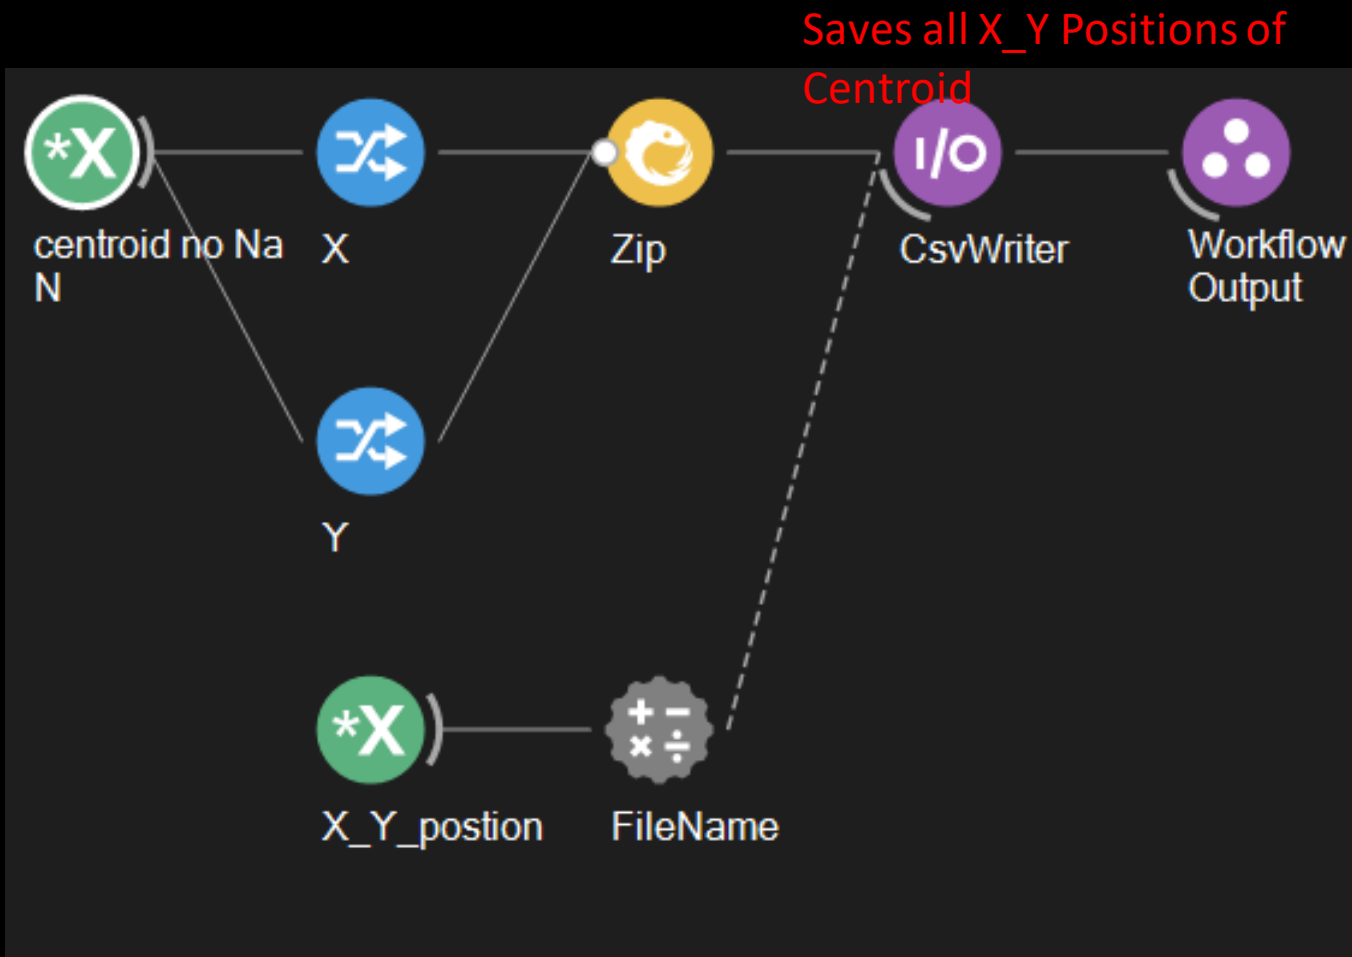 Saves all X_Y Positions of
Centroid
*X
I/O
centroid no Na
N
X
Zip
CsvWriter
Workflow
Output
Y
*X
X_Y_postion
FileName